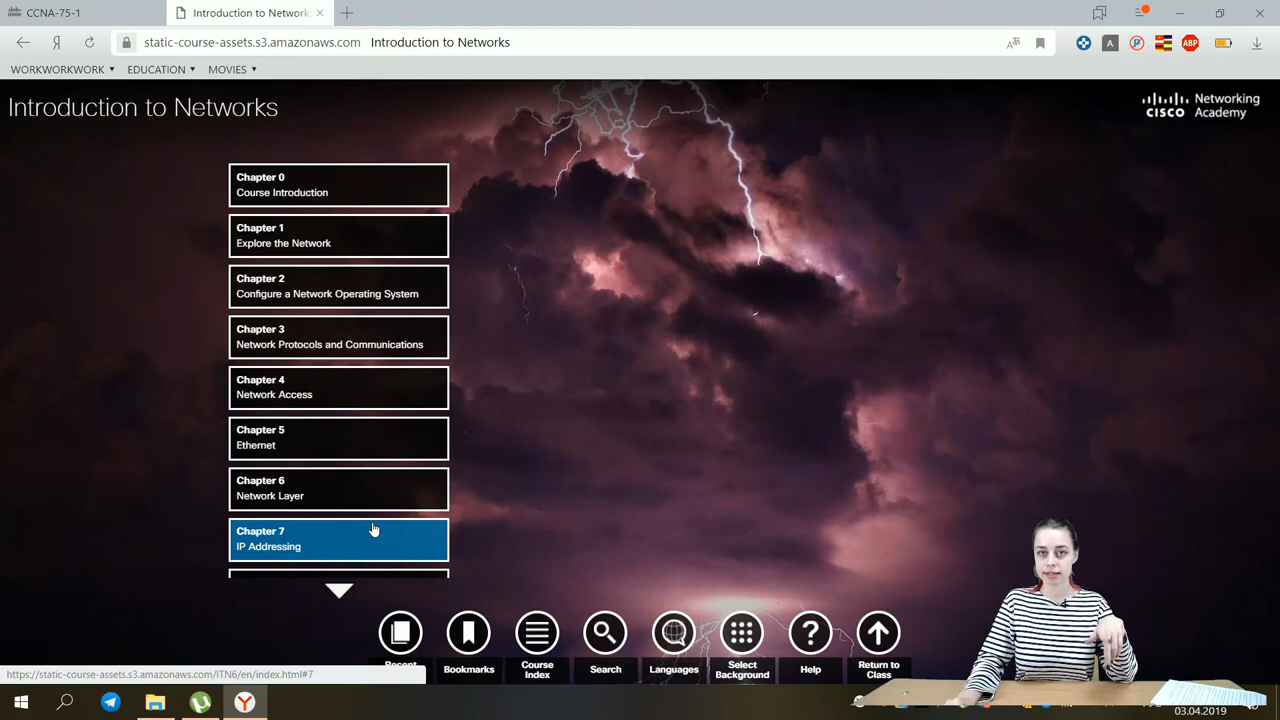 CCNA-75-1
Introduction to Networks
static-course-assets.s3.amazonaws.com Introduction to Networks
A
ABP
WORKWORKWORK
EDUCATION
MOVIES
Introduction to Networks
CISCO Networking Academy
Chapter 0
Course Introduction
Chapter 1
Explore the Network
Chapter 2
Configure a Network Operating System
Chapter 3
Network Protocols and Communications
Chapter 4
Network Access
Chapter 5
Ethernet
Chapter 6
Network Layer
Chapter 7
IP Addressing
Recent
Bookmarks
Course Index
Search
Languages
Select Background
Help
Return to Class
https://static-course-assets.s3.amazonaws.com/ITN6/en/index.html#7
03.04.2019